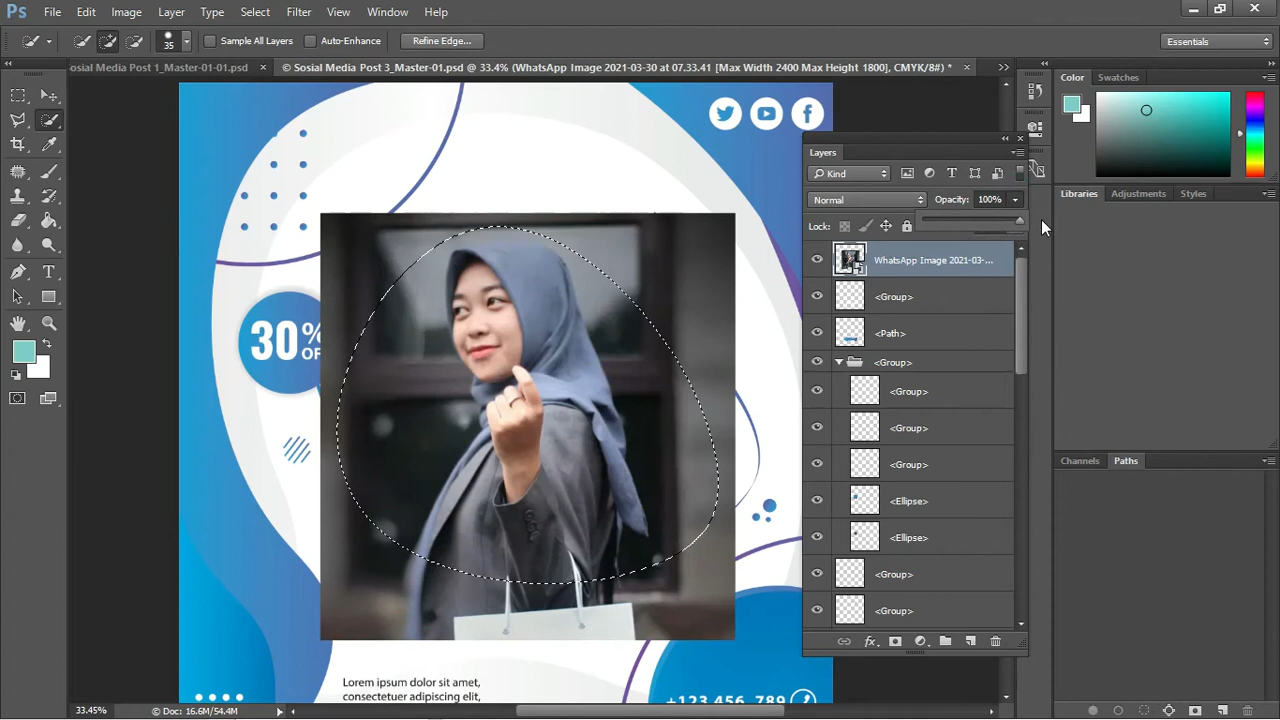 Ps File Edit Image Layer Type Select Filter View Window Help
35 Sample All Layers Auto-Enhance Refine Edge... Essentials
osial Media Post 1_Master-01-01.psd × © Sosial Media Post 3_Master-01.psd @ 33.4% (WhatsApp Image 2021-03-30 at 07.33.41 [Max Width 2400 Max Height 1800], CMYK/8#) * ×
Color Swatches
Layers
Kind
Normal Opacity: 100%
Lock:
Libraries Adjustments Styles
WhatsApp Image 2021-03-...
<Group>
<Path>
<Group>
<Group>
<Group>
<Group>
<Ellipse>
<Ellipse>
<Group>
<Group>
30%
OF
Channels Paths
Lorem ipsum dolor sit amet,
consectetuer adipiscing elit,
+123 456 789
33.45% Doc: 16.6M/54.4M